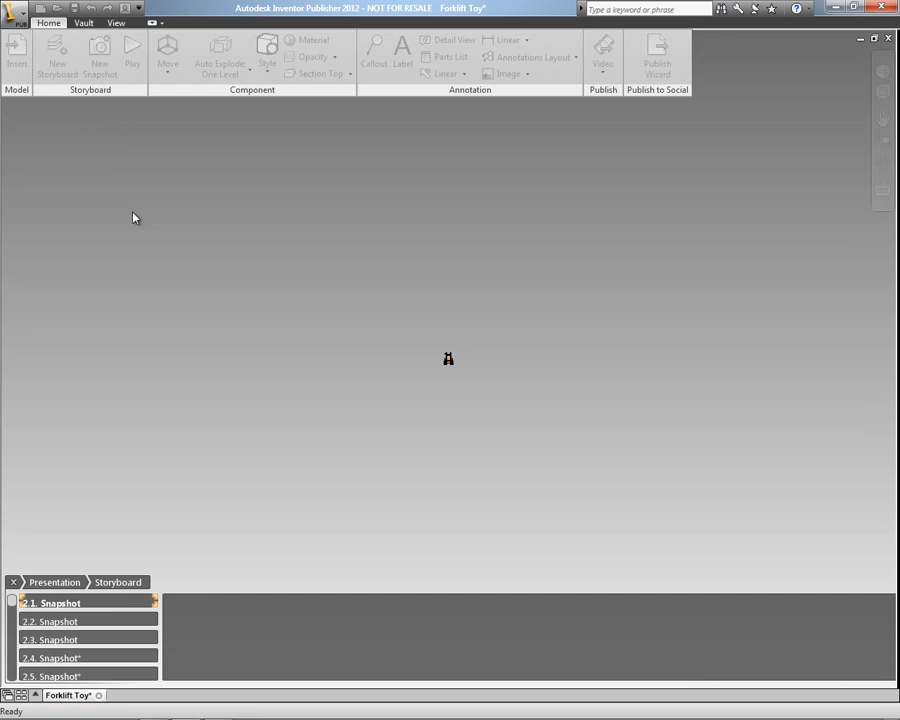 Autodesk Inventor Publisher 2012 – NOT FOR RESALE Forklift Toy*
Type a keyword or phrase
PUB
Home Vault View
Insert
New Storyboard
New Snapshot
Play
Move
Auto Explode One Level
Style
Material
Opacity
Section Top
Callout
Label
Detail View
Parts List
Linear
Linear
Annotations Layout
Image
Video
Publish Wizard
Model Storyboard Component Annotation Publish Publish to Social
X Presentation Storyboard
2.1. Snapshot
2.2. Snapshot
2.3. Snapshot
2.4. Snapshot*
2.5. Snapshot*
Forklift Toy*
Ready